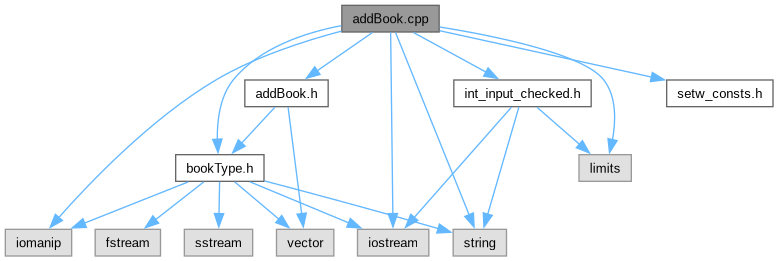 addBook.cpp
addBook.h
int_input_checked.h
setw_consts.h
bookType.h
limits
iomanip
fstream
sstream
vector
iostream
string